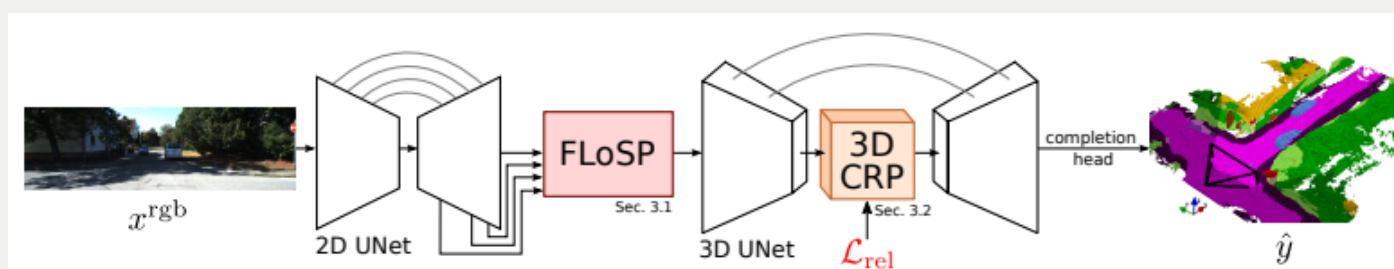 x^rgb
2D UNet
FLoSP
Sec. 3.1
3D UNet
3D
CRP
Sec. 3.2
ℒ_rel
completion
head
ŷ